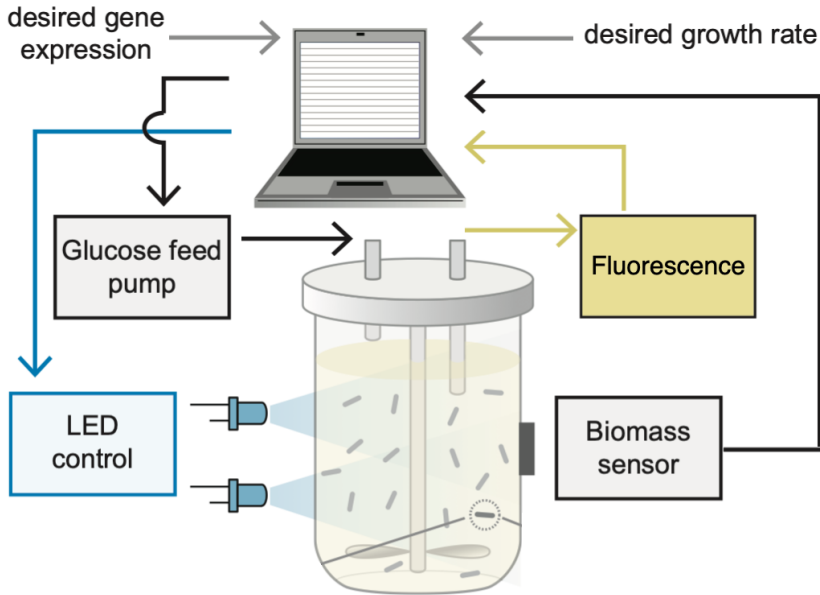 desired gene
expression
desired growth rate
Glucose feed
pump
Fluorescence
LED
control
Biomass
sensor